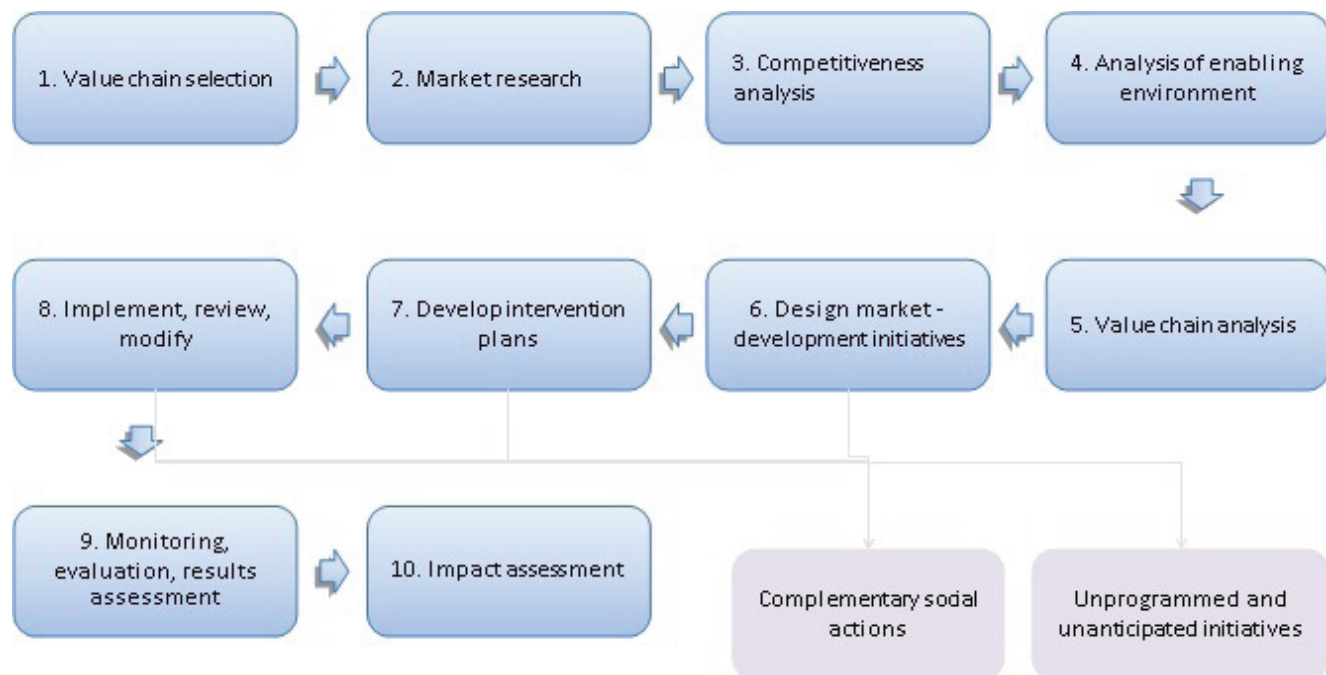 1. Value chain selection
2. Market research
3. Competitiveness
analysis
4. Analysis of enabling
environment
8. Implement, review,
modify
7. Develop intervention
plans
6. Design market -
development initiatives
5. Value chain analysis
9. Monitoring,
evaluation, results
assessment
10. Impact assessment
Complementary social
actions
Unprogrammed and
unanticipated initiatives